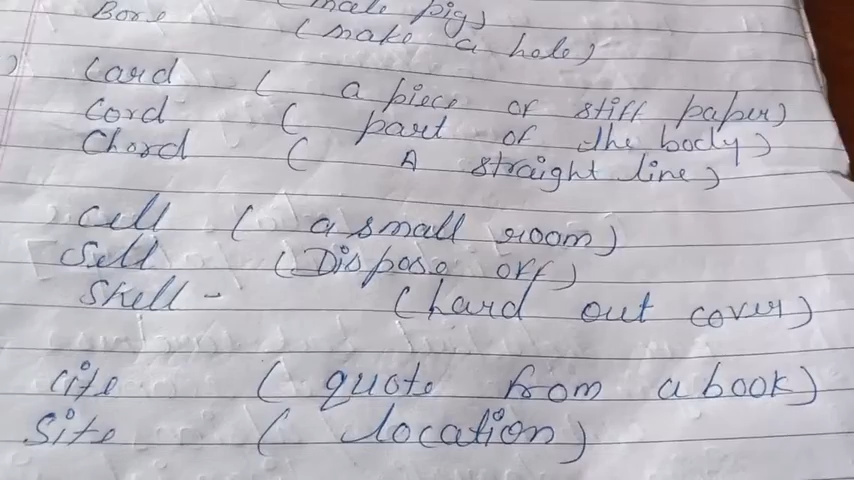 (male pig)
Bore (make a hole)
Card ( a piece or stiff paper)
Cord ( part of the body)
Chord ( A straight line)
Cell ( a small room)
Sell (Dispose off)
Shell - (hard out cover)
Cite ( quote from a book)
Site ( location)